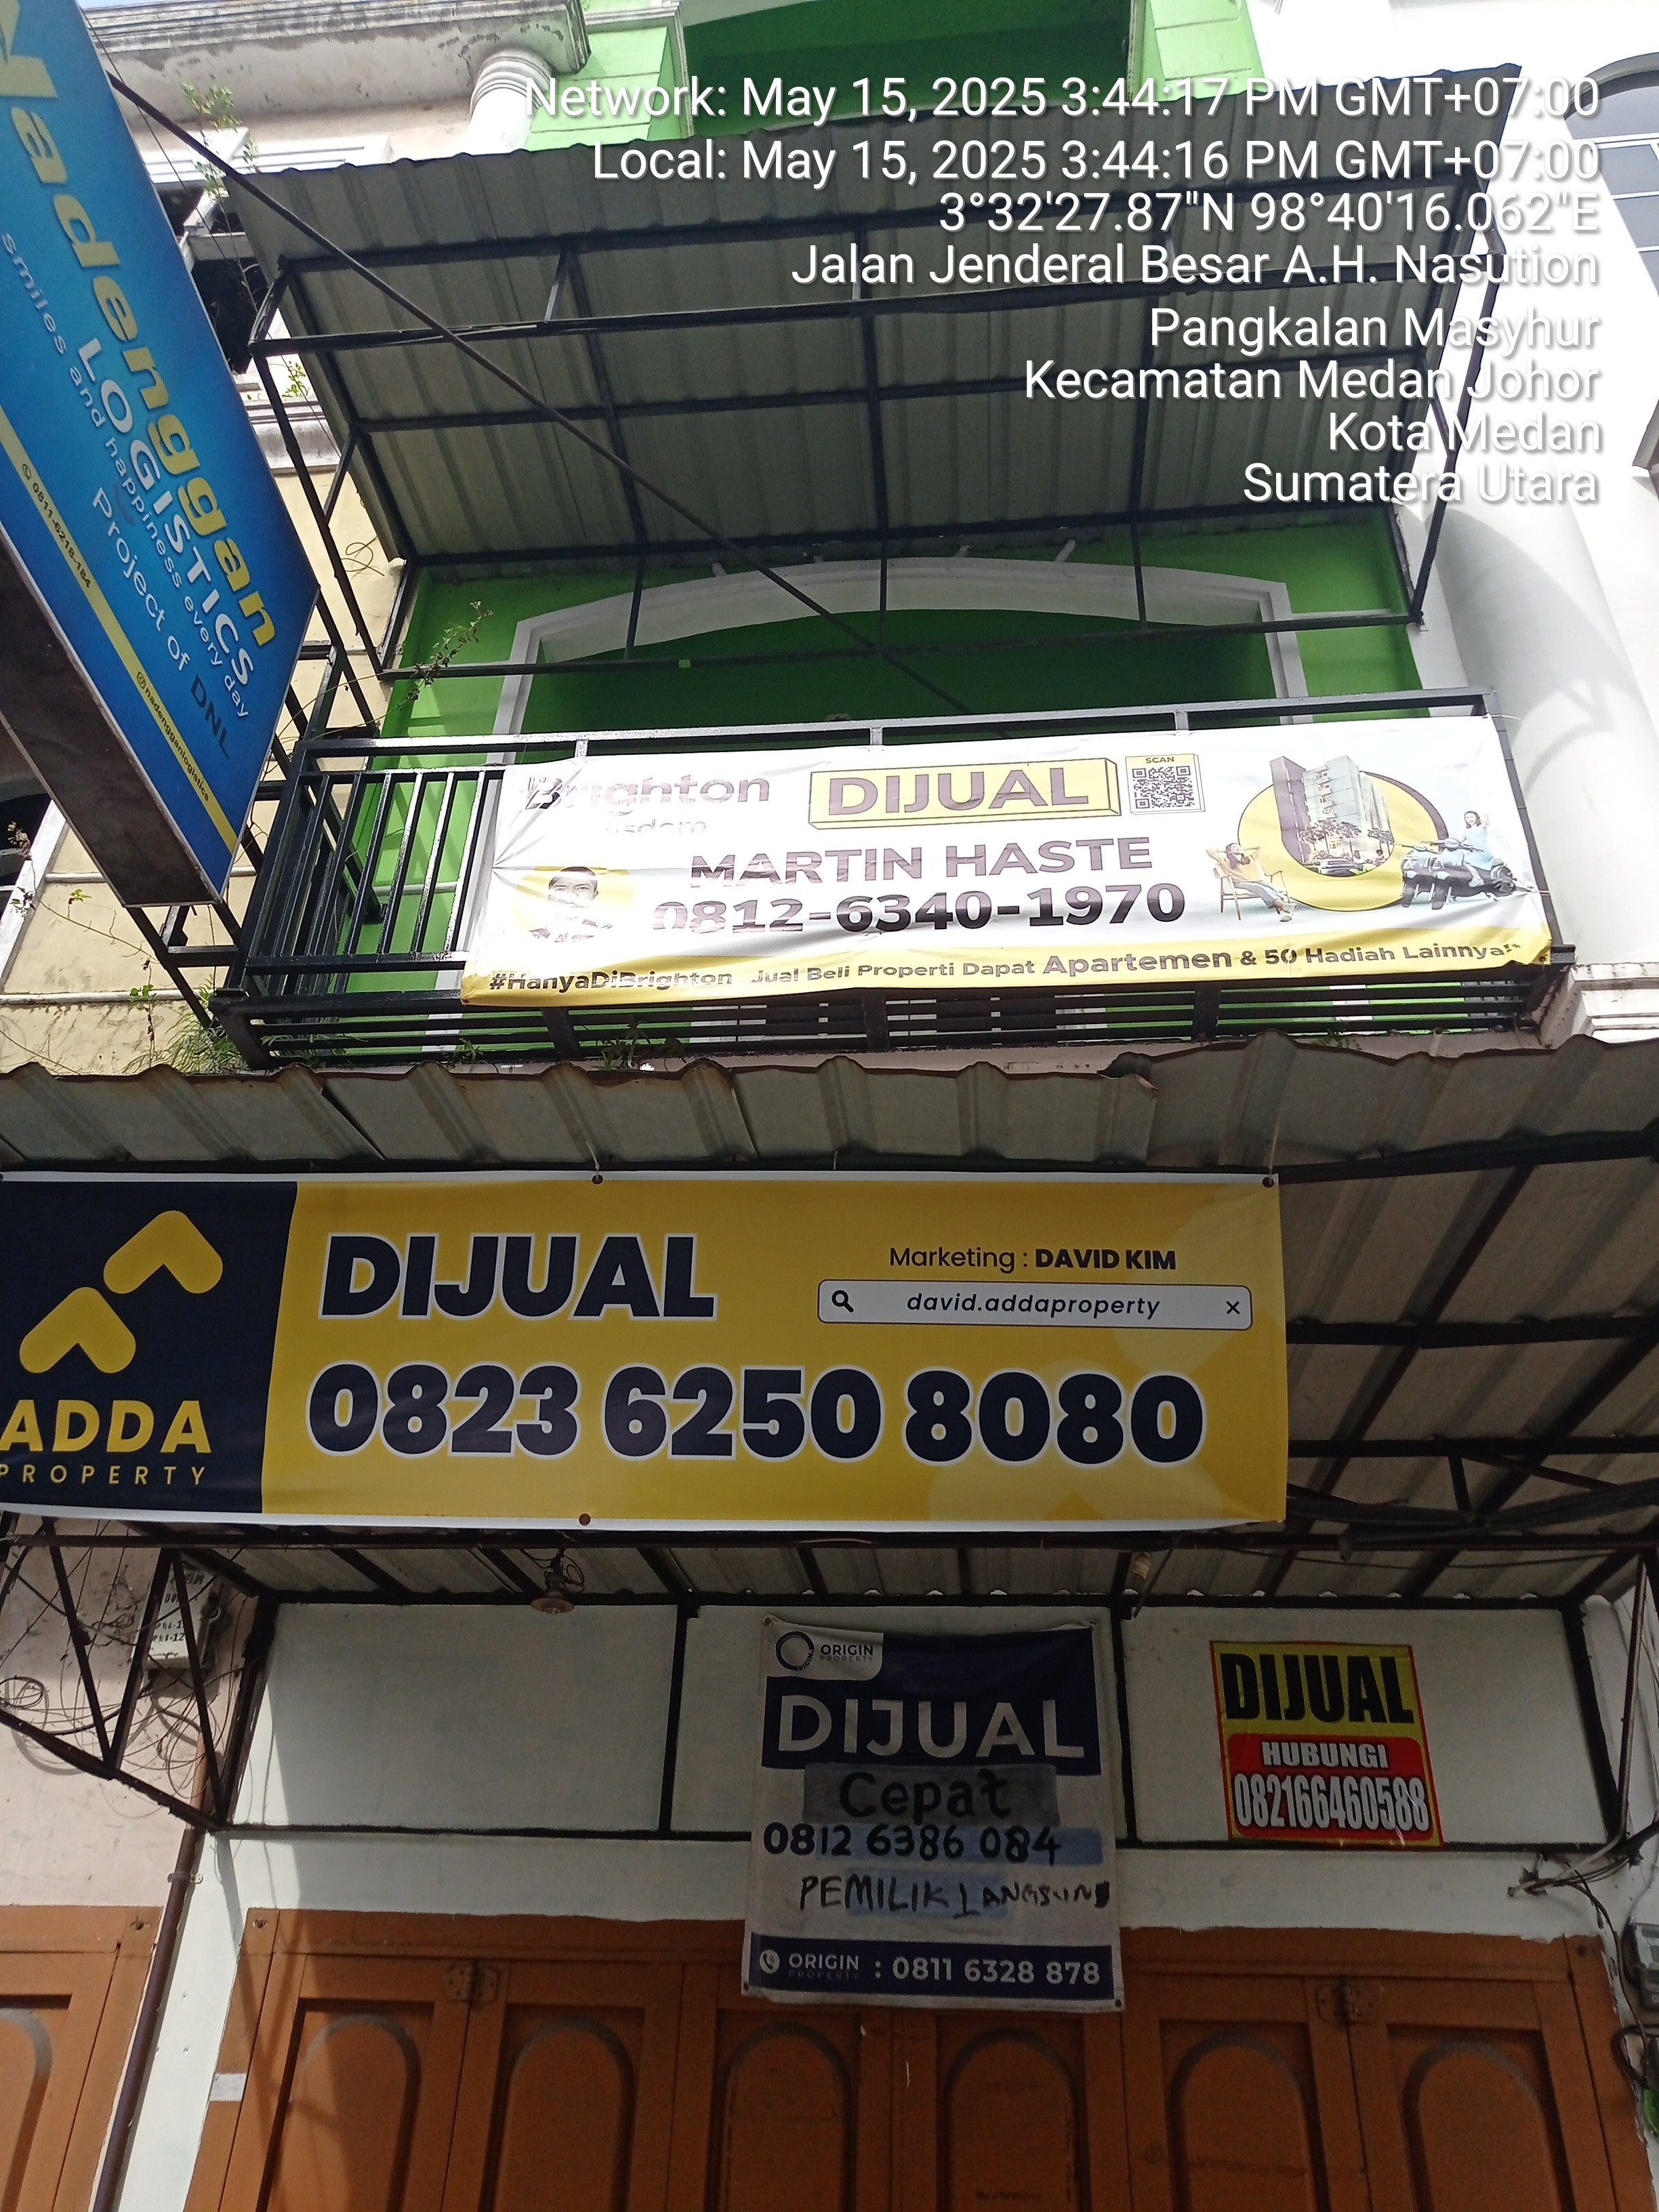 Network: May 15, 2025 3:44:17 PM GMT+07:00
Local: May 15, 2025 3:44:16 PM GMT+07:00
3°32'27.87"N 98°40'16.062"E
Jalan Jenderal Besar A.H. Nasution
Pangkalan Masyhur
Kecamatan Medan Johor
Kota Medan
Sumatera Utara
Nadenggan
LOGISTICS
smiles and happiness every day
Project of DNL
0811-6218-184
@nadengganlogistics
Brighton
DIJUAL
SCAN
MARTIN HASTE
0812-6340-1970
#HanyaDiBrighton Jual Beli Properti Dapat Apartemen & 50 Hadiah Lainnya!*
ADDA
PROPERTY
DIJUAL
Marketing : DAVID KIM
david.addaproperty
0823 6250 8080
ORIGIN
PROPERTY
DIJUAL
Cepat
0812 6386 084
PEMILIK LANGSUNG
ORIGIN
PROPERTY
: 0811 6328 878
DIJUAL
HUBUNGI
082166460588